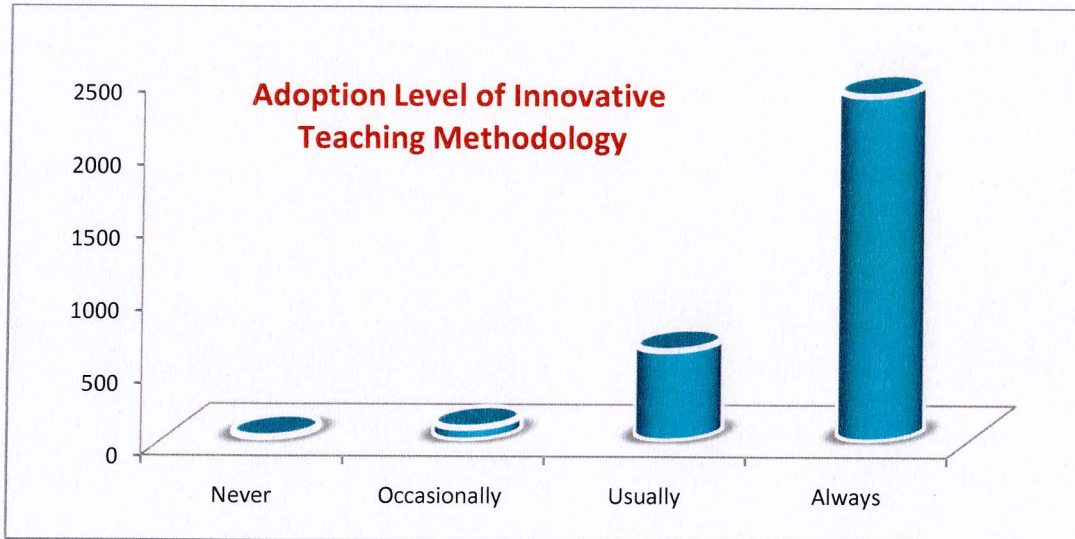 Adoption Level of Innovative
Teaching Methodology
2500
2000
1500
1000
500
0
Never
Occasionally
Usually
Always